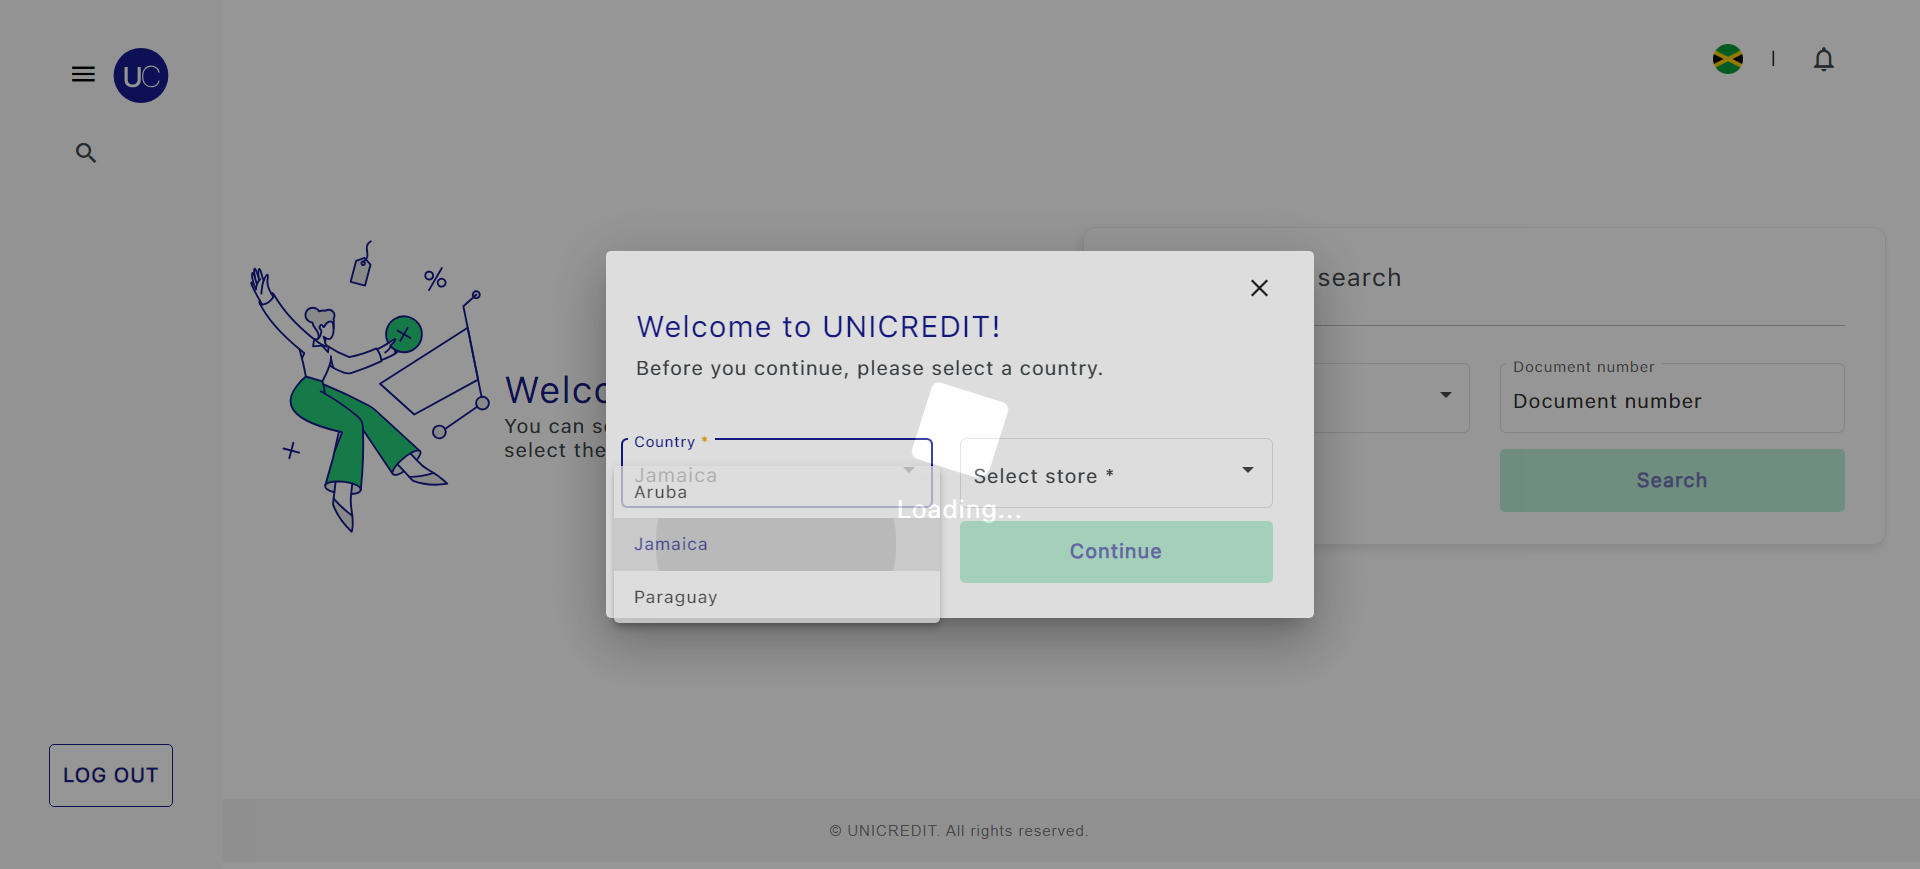 UC
search
Welcome to UNICREDIT!
Before you continue, please select a country.
Document number
Document number
Welco
You can s
select the
Country *
Jamaica
Select store *
Aruba
Search
Loading...
Jamaica
Continue
Paraguay
LOG OUT
© UNICREDIT. All rights reserved.